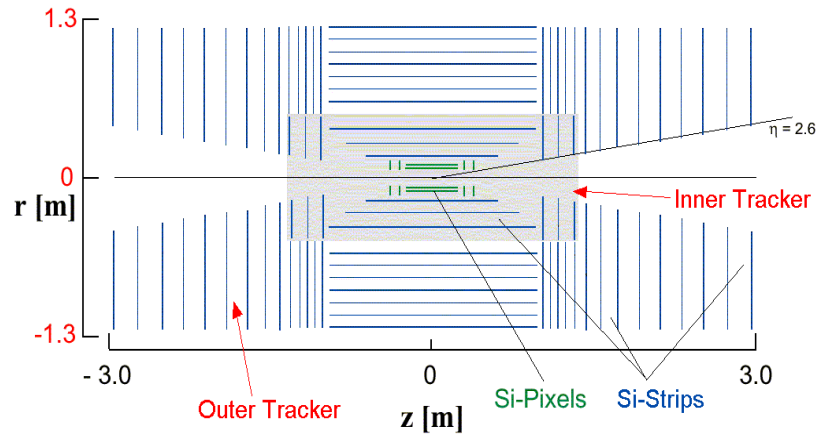 1.3
η = 2.6
0
r [m]
Inner Tracker
-1.3
- 3.0
0
3.0
Outer Tracker
z [m]
Si-Pixels
Si-Strips